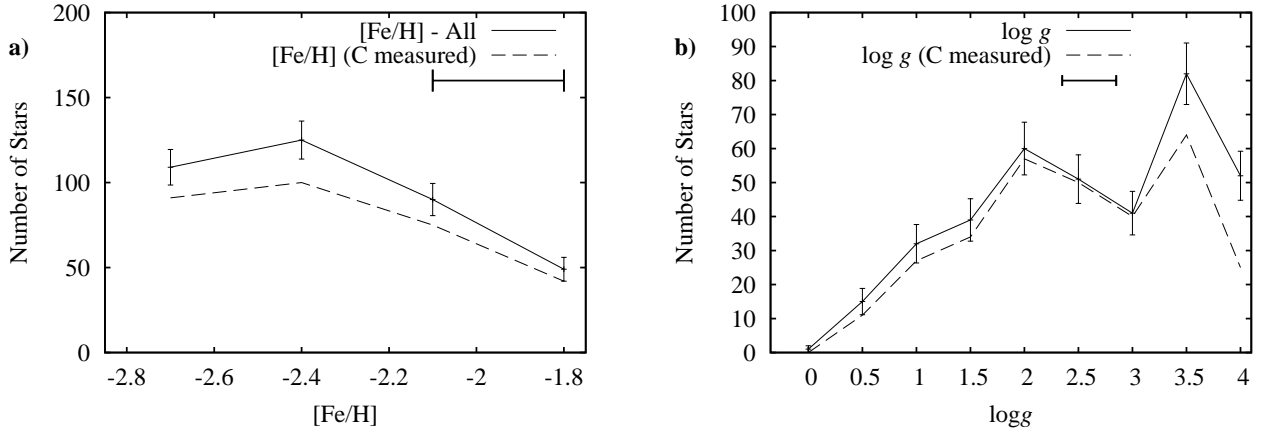 a)
[Fe/H] - All
[Fe/H] (C measured)
Number of Stars
200
150
100
50
0
-2.8 -2.6 -2.4 -2.2 -2 -1.8
[Fe/H]
b)
log g
log g (C measured)
Number of Stars
100
90
80
70
60
50
40
30
20
10
0
0 0.5 1 1.5 2 2.5 3 3.5 4
logg